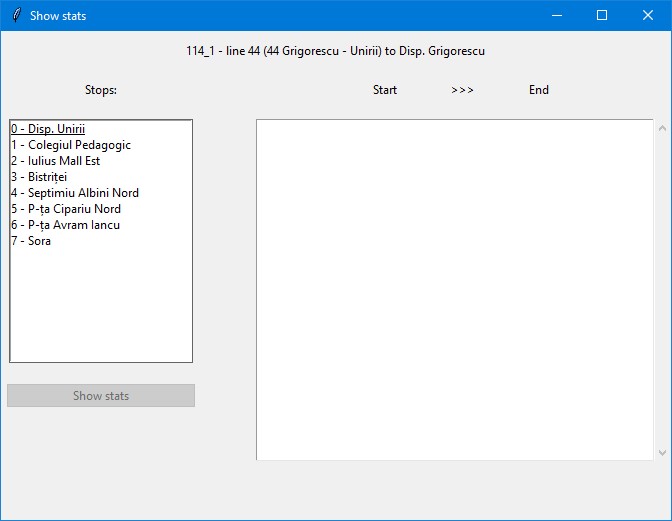 Show stats
114_1 - line 44 (44 Grigorescu - Unirii) to Disp. Grigorescu
Stops:
Start >>> End
0 - Disp. Unirii
1 - Colegiul Pedagogic
2 - Iulius Mall Est
3 - Bistriței
4 - Septimiu Albini Nord
5 - P-ța Cipariu Nord
6 - P-ța Avram Iancu
7 - Sora
Show stats